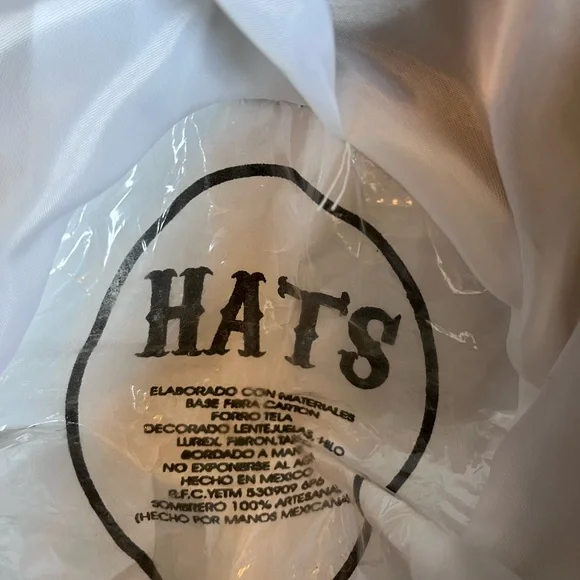 HATS
ELABORADO CON MATERIALES
BASE FIBRA CARTON
FORRO TELA
DECORADO LENTEJUELAS,
LUREX, FIBRON, HILO
BORDADO A
NO EXPONERSE AL
HECHO EN MEXICO
R.F.C. YETM 530909
SOMBRERO 100% ARTESANAL
(HECHO POR MANOS MEXICANAS)